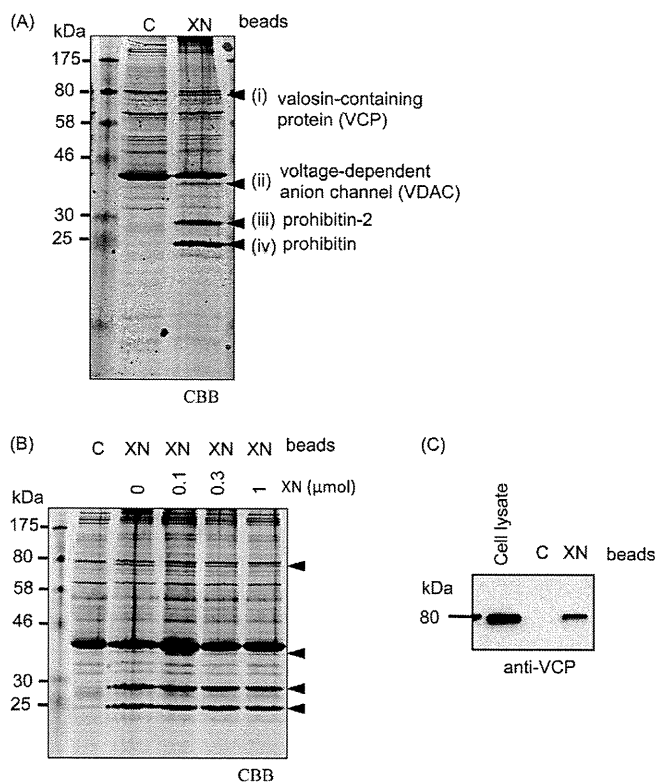 (A)
kDa
C XN beads
175
80
58
46
30
25
(i) valosin-containing
protein (VCP)
(ii) voltage-dependent
anion channel (VDAC)
(iii) prohibitin-2
(iv) prohibitin
CBB
(B)
C XN XN XN XN beads
0 0.1 0.3 1 XN (μmol)
kDa
175
80
58
46
30
25
CBB
(C)
Cell lysate C XN beads
kDa
80
anti-VCP